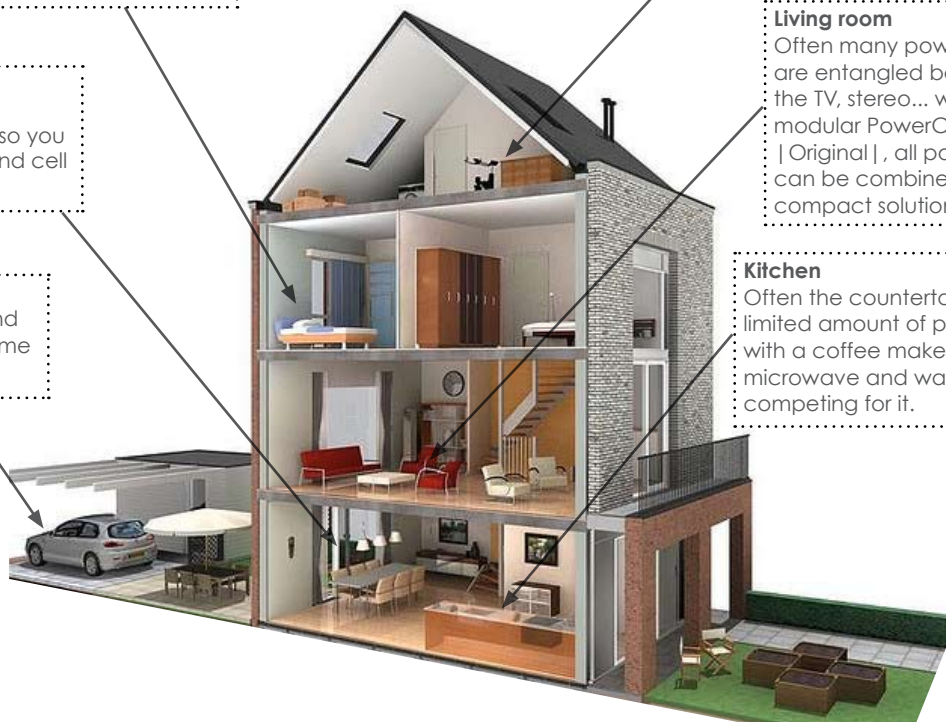 so you
nd cell
nd
me
Living room
Often many pow
are entangled be
the TV, stereo... w
modular PowerC
|Original|, all po
can be combine
compact solution
Kitchen
Often the counterto
limited amount of p
with a coffee make
microwave and wa
competing for it.